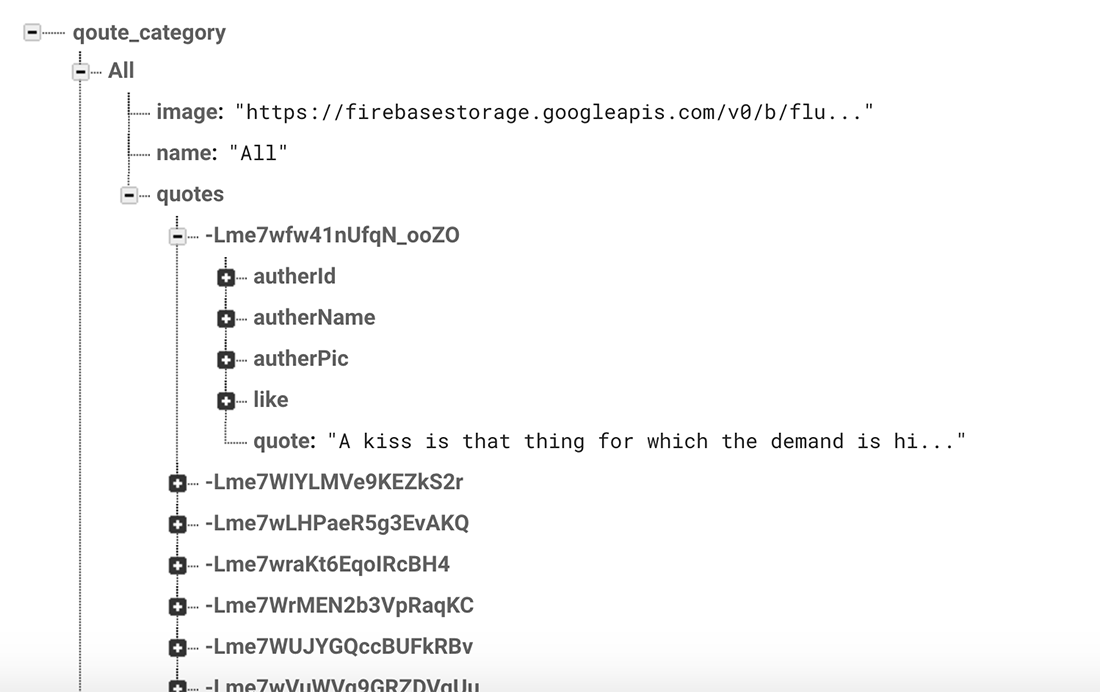 qoute_category
All
image: "https://firebasestorage.googleapis.com/v0/b/flu..."
name: "All"
quotes
-Lme7wfw41nUfqN_ooZO
autherId
autherName
autherPic
like
quote: "A kiss is that thing for which the demand is hi..."
-Lme7WIYLMVe9KEZkS2r
-Lme7wLHPaeR5g3EvAKQ
-Lme7wraKt6EqoIRcBH4
-Lme7WrMEN2b3VpRaqKC
-Lme7WUJYGQccBUFkRBv